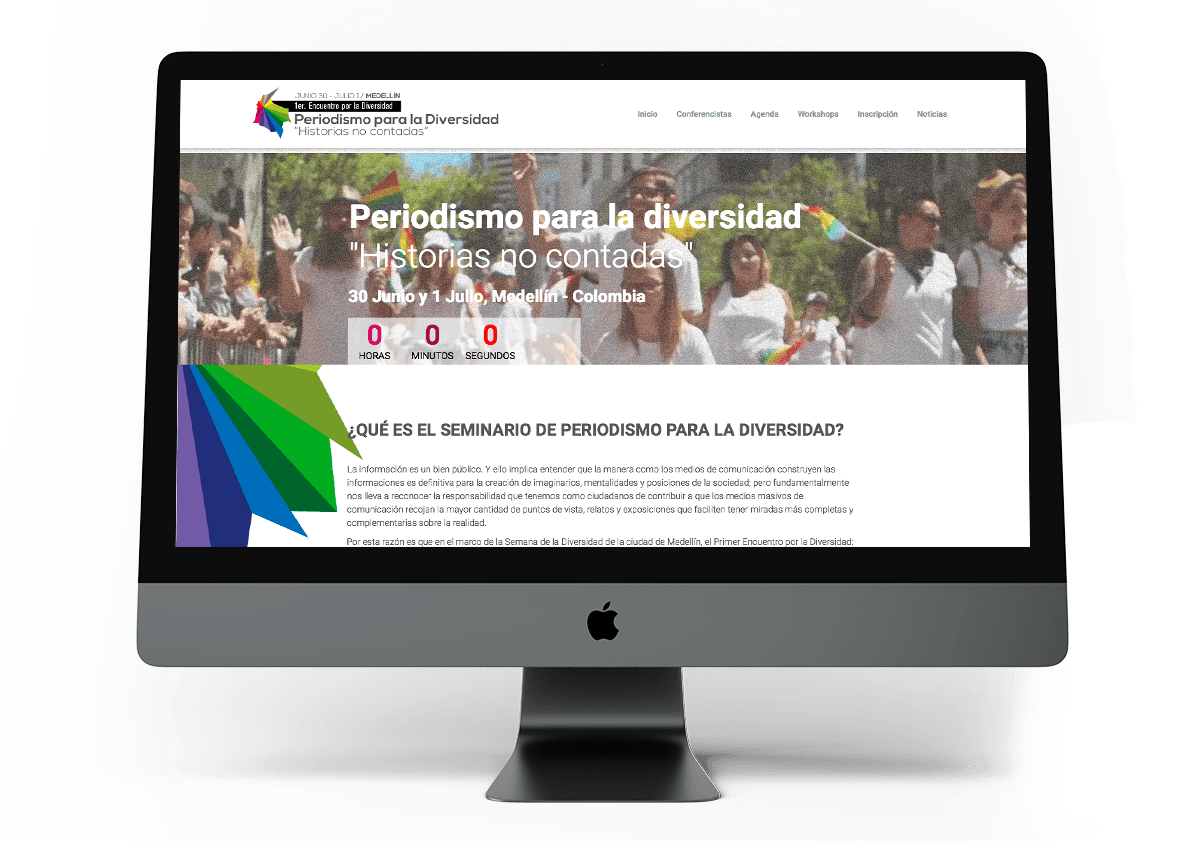 JUNIO 30 - JULIO 1 / MEDELLÍN
1er. Encuentro por la Diversidad
Periodismo para la Diversidad
"Historias no contadas"
Inicio Conferencistas Agenda Workshops Inscripción Noticias
Periodismo para la diversidad
"Historias no contadas"
30 Junio y 1 Julio, Medellín - Colombia
0 0 0
HORAS MINUTOS SEGUNDOS
¿QUÉ ES EL SEMINARIO DE PERIODISMO PARA LA DIVERSIDAD?
La información es un bien público. Y ello implica entender que la manera como los medios de comunicación construyen las
informaciones es definitiva para la creación de imaginarios, mentalidades y posiciones de la sociedad; pero fundamentalmente
nos lleva a reconocer la responsabilidad que tenemos como ciudadanos de contribuir a que los medios masivos de
comunicación recojan la mayor cantidad de puntos de vista, relatos y exposiciones que faciliten tener miradas más completas y
complementarias sobre la realidad.
Por esta razón es que en el marco de la Semana de la Diversidad de la ciudad de Medellín, el Primer Encuentro por la Diversidad: